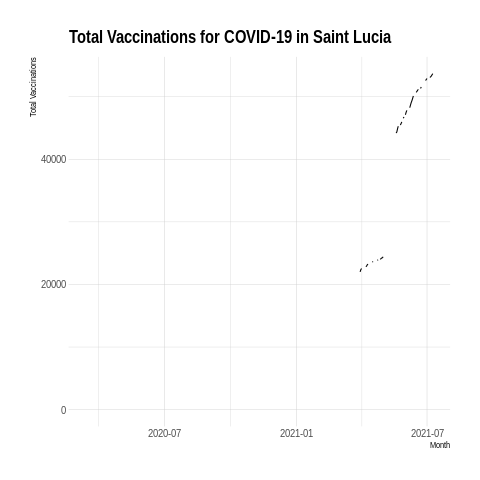 Total Vaccinations for COVID-19 in Saint Lucia
Total Vaccinations
40000
20000
0
2020-07
2021-01
2021-07
Month